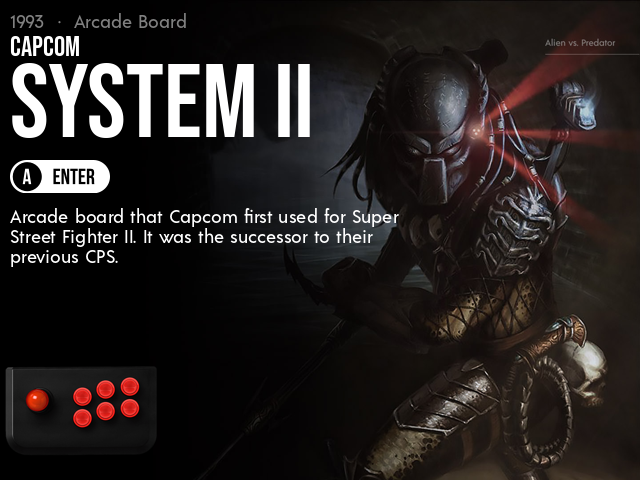 1993 · Arcade Board
CAPCOM
SYSTEM II
Alien vs. Predator
A ENTER
Arcade board that Capcom first used for Super
Street Fighter II. It was the successor to their
previous CPS.